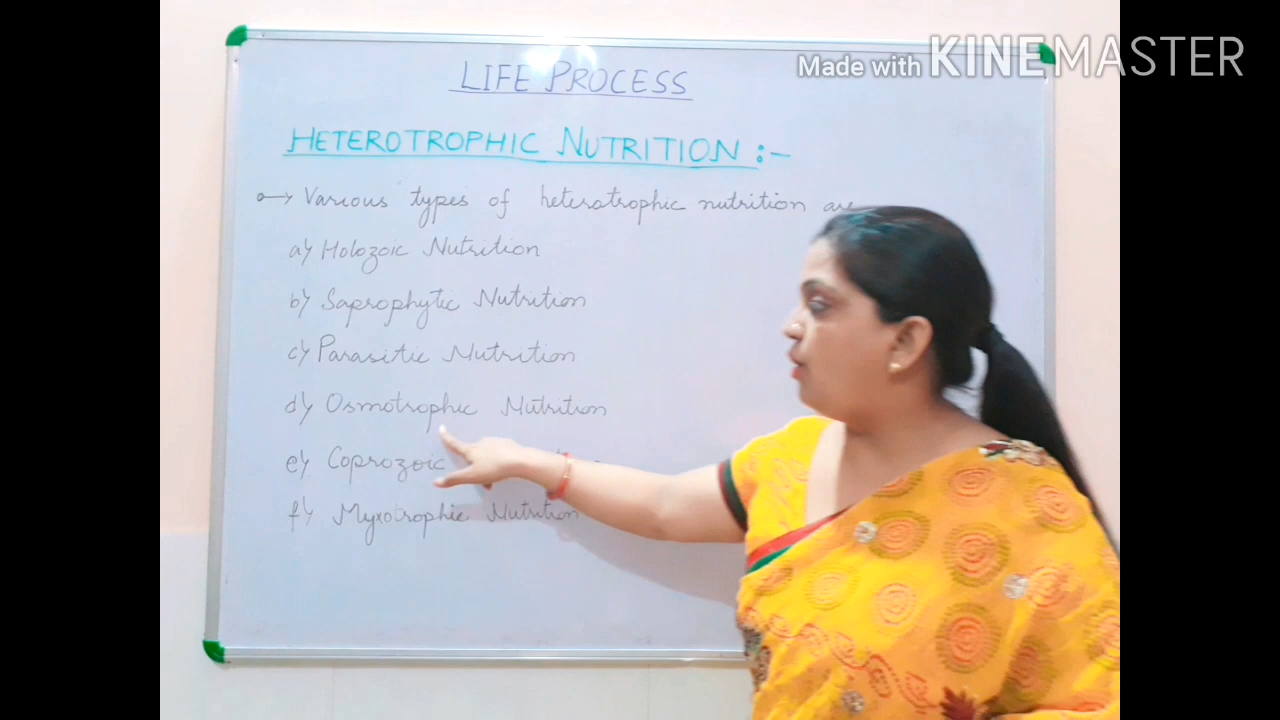 Made with KINEMASTER
LIFE PROCESS
HETEROTROPHIC NUTRITION :-
Various types of heterotrophic nutrition are
a) Holozoic Nutrition
b) Saprophytic Nutrition
c) Parasitic Nutrition
d) Osmotrophic Nutrition
e) Coprozoic
f) Myxotrophic Nutrition